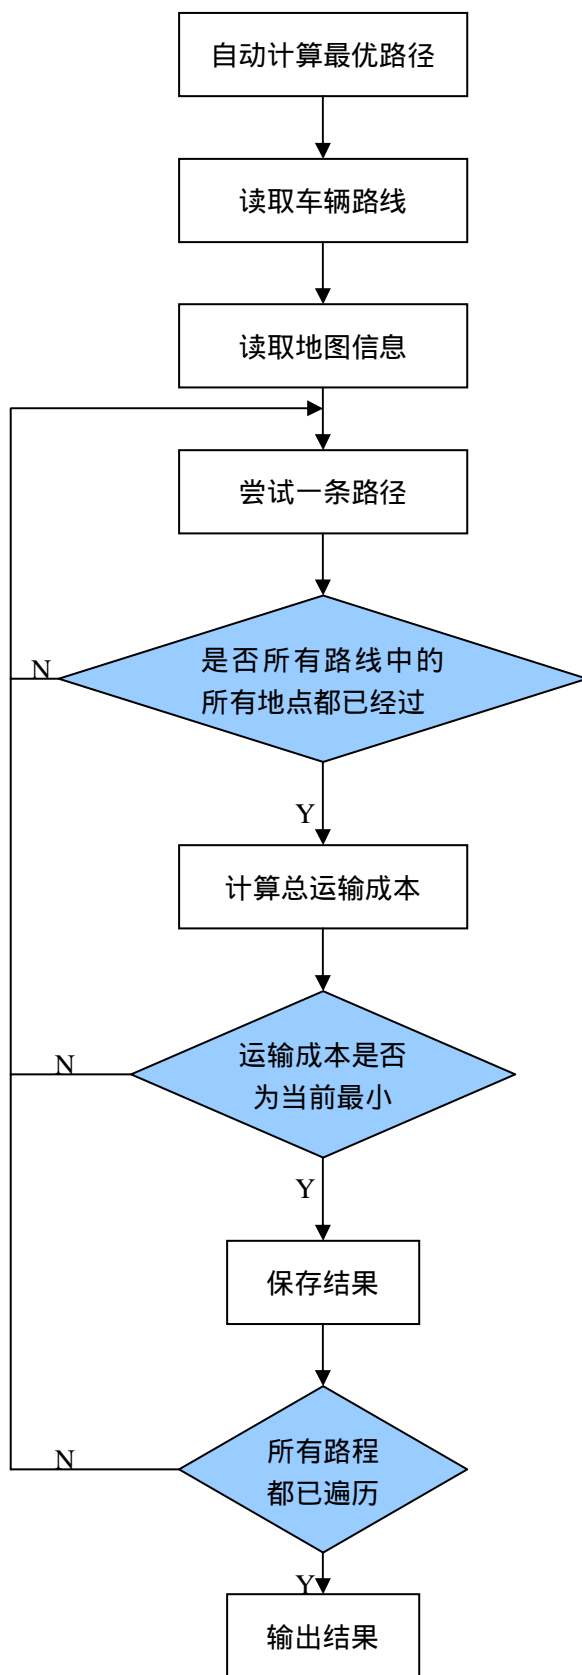 自动计算最优路径
读取车辆路线
读取地图信息
尝试一条路径
是否所有路线中的
所有地点都已经过
N
Y
计算总运输成本
运输成本是否
为当前最小
N
Y
保存结果
所有路程
都已遍历
N
Y
输出结果